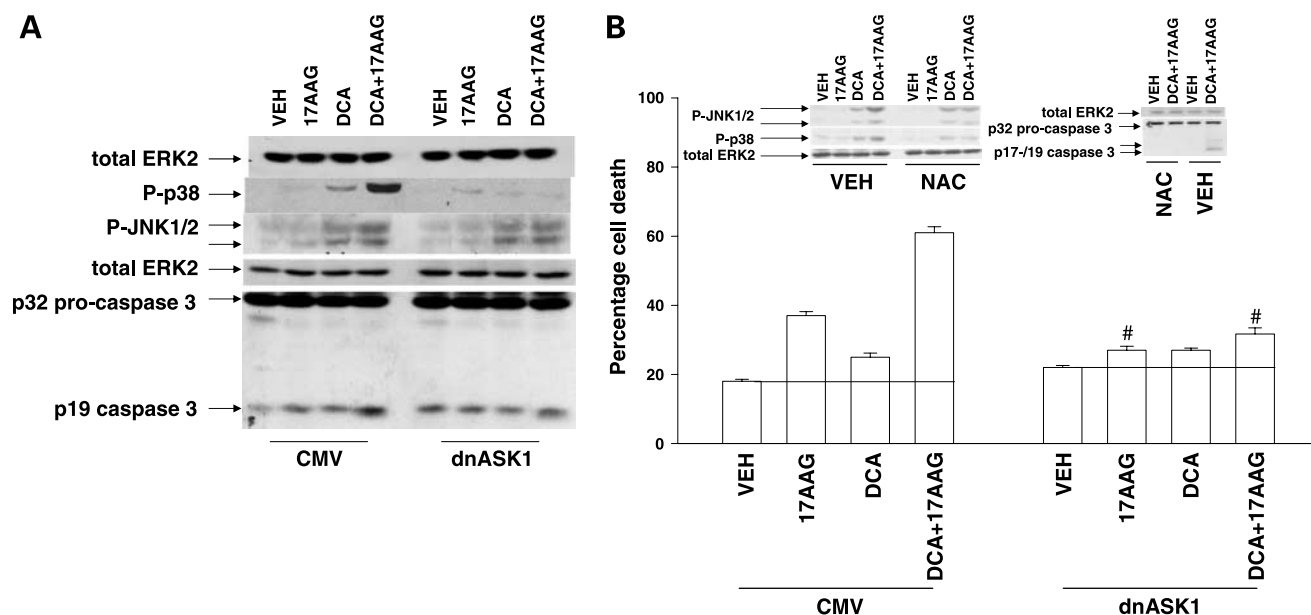 A
VEH
17AAG
DCA
DCA+17AAG
VEH
17AAG
DCA
DCA+17AAG
total ERK2
P-p38
P-JNK1/2
total ERK2
p32 pro-caspase 3
p19 caspase 3
CMV
dnASK1
B
VEH
17AAG
DCA
DCA+17AAG
VEH
17AAG
DCA
DCA+17AAG
P-JNK1/2
P-p38
total ERK2
VEH
NAC
VEH
DCA+17AAG
VEH
DCA+17AAG
total ERK2
p32 pro-caspase 3
p17-/19 caspase 3
NAC
VEH
Percentage cell death
100
80
60
40
20
0
#
#
VEH
17AAG
DCA
DCA+17AAG
VEH
17AAG
DCA
DCA+17AAG
CMV
dnASK1